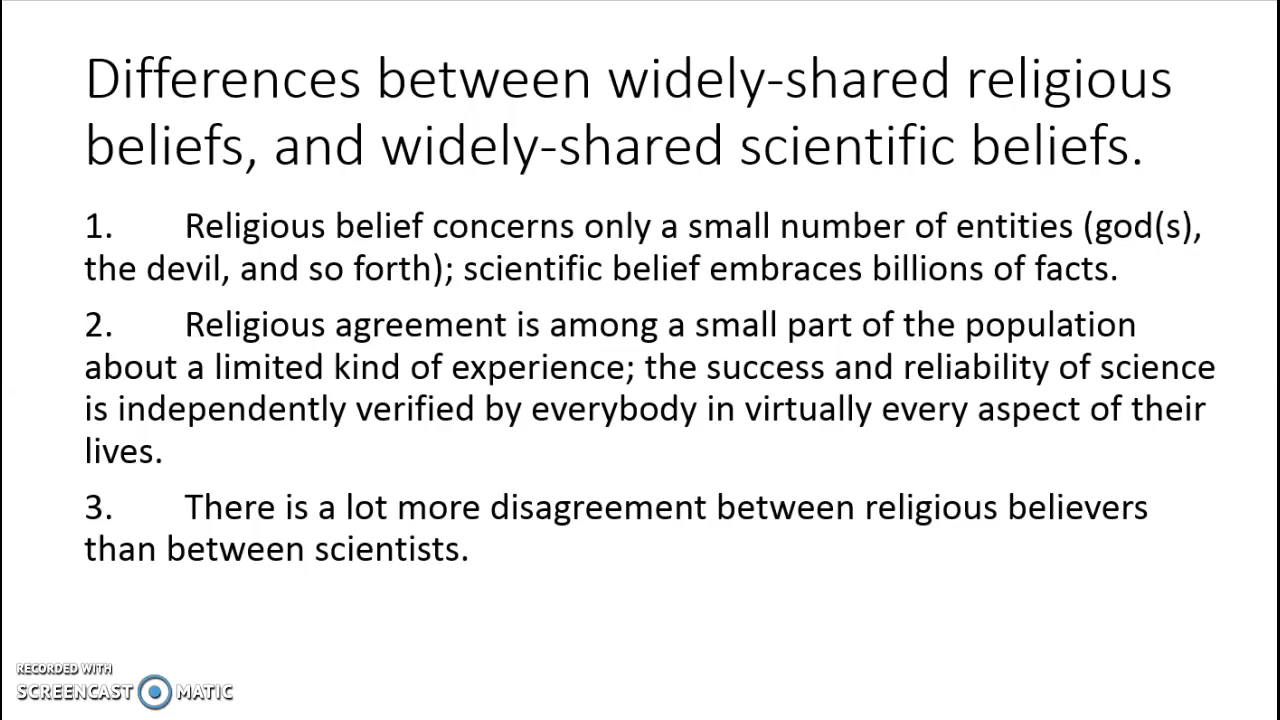 Differences between widely-shared religious
beliefs, and widely-shared scientific beliefs.
1. Religious belief concerns only a small number of entities (god(s),
the devil, and so forth); scientific belief embraces billions of facts.
2. Religious agreement is among a small part of the population
about a limited kind of experience; the success and reliability of science
is independently verified by everybody in virtually every aspect of their
lives.
3. There is a lot more disagreement between religious believers
than between scientists.
RECORDED WITH
SCREENCAST MATIC